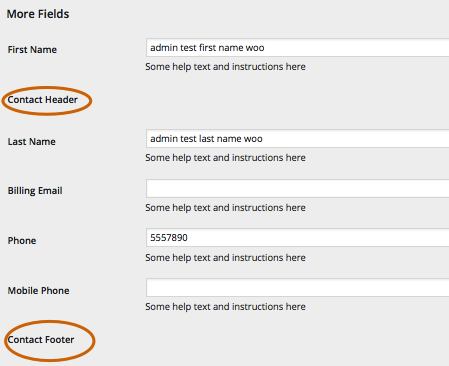 More Fields
First Name
admin test first name woo
Some help text and instructions here
Contact Header
Last Name
admin test last name woo
Some help text and instructions here
Billing Email
Some help text and instructions here
Phone
5557890
Some help text and instructions here
Mobile Phone
Some help text and instructions here
Contact Footer